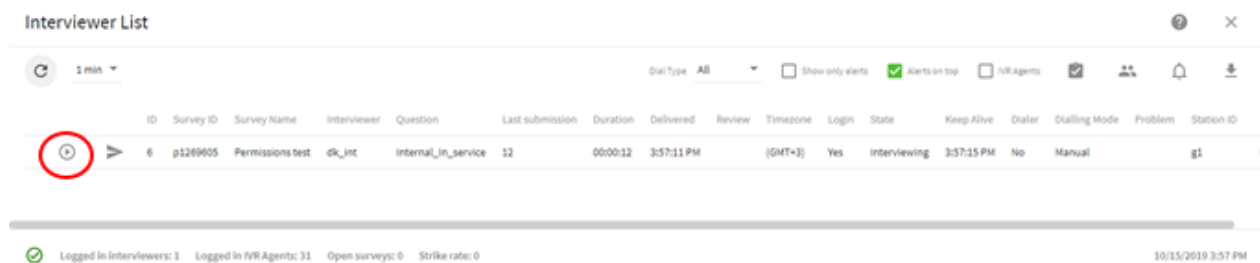 Interviewer List
1 min
Dial Type All Show only alerts Alerts on top IVR Agents
ID Survey ID Survey Name Interviewer Question Last submission Duration Delivered Review Timezone Login State Keep Alive Dialer Dialling Mode Problem Station ID
6 p1269605 Permissions test dk_int Internal_in_service 12 00:00:12 3:57:11 PM (GMT+3) Yes Interviewing 3:57:15 PM No Manual g1
Logged in interviewers: 1 Logged in IVR Agents: 31 Open surveys: 0 Strike rate: 0 10/15/2019 3:57 PM